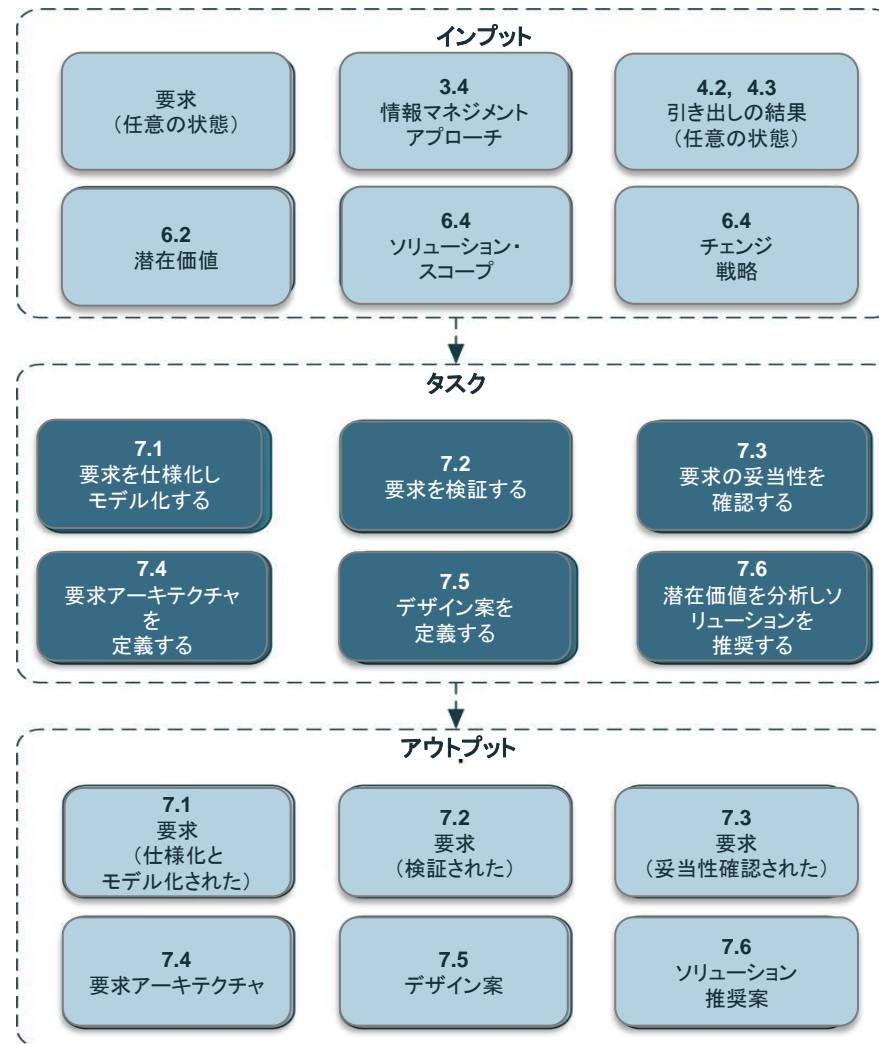 インプット
要求
（任意の状態）
3.4
情報マネジメント
アプローチ
4.2, 4.3
引き出しの結果
（任意の状態）
6.2
潜在価値
6.4
ソリューション・
スコープ
6.4
チェンジ
戦略
タスク
7.1
要求を仕様化し
モデル化する
7.2
要求を検証する
7.3
要求の妥当性を
確認する
7.4
要求アーキテクチャ
を
定義する
7.5
デザイン案を
定義する
7.6
潜在価値を分析しソ
リューションを
推奨する
アウトプット
7.1
要求
（仕様化と
モデル化された）
7.2
要求
（検証された）
7.3
要求
（妥当性確認された）
7.4
要求アーキテクチャ
7.5
デザイン案
7.6
ソリューション
推奨案